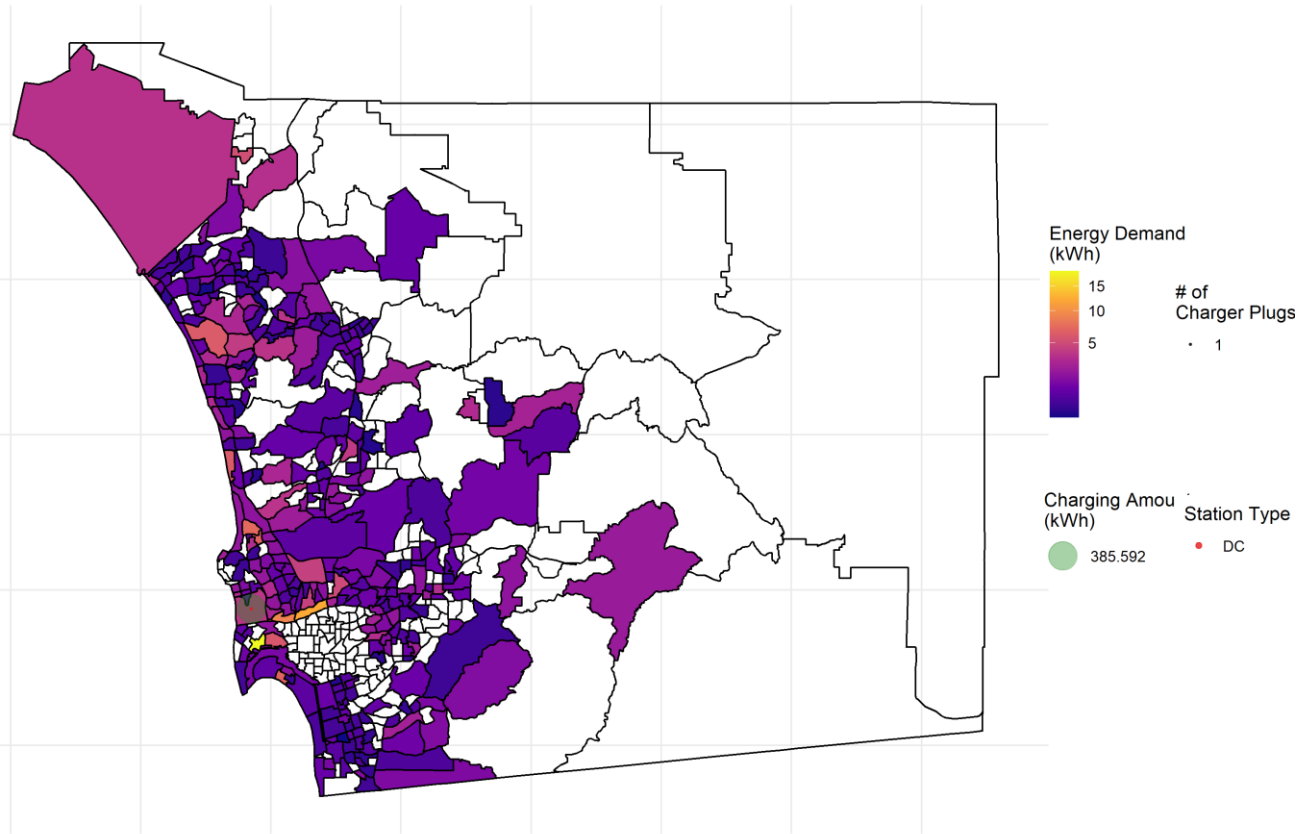 Energy Demand
(kWh)
15
10
5
# of
Charger Plugs
1
Charging Amou
(kWh)
385.592
Station Type
DC